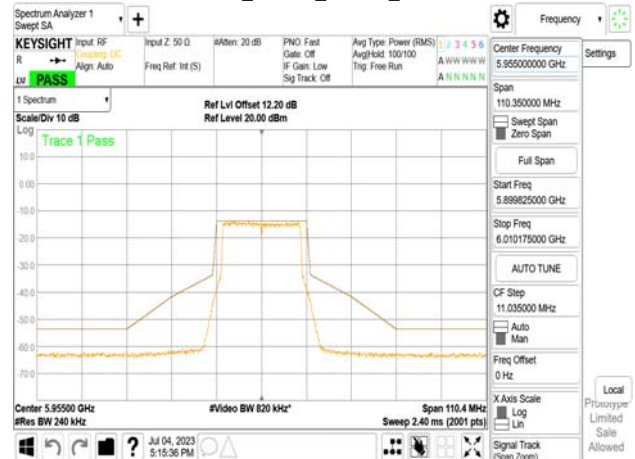 Spectrum Analyzer 1
Swept SA
+
Frequency
KEYSIGHT
Input: RF
Coupling: DC
Align: Auto
Input Z: 50 Ω
Freq Ref: Int (S)
#Atten: 20 dB
PNO: Fast
Gate: Off
IF Gain: Low
Sig Track: Off
Avg Type: Power (RMS)
Avg|Hold: 100/100
Trig: Free Run
1 2 3 4 5 6
A W W W W W
A N N N N N
R
LU PASS
1 Spectrum
Scale/Div 10 dB
Ref Lvl Offset 12.20 dB
Ref Level 20.00 dBm
Log
Trace 1 Pass
10.0
0.00
-10.0
-20.0
-30.0
-40.0
-50.0
-60.0
-70.0
Center 5.95500 GHz
#Res BW 240 kHz
#Video BW 820 kHz*
Span 110.4 MHz
Sweep 2.40 ms (2001 pts)
Jul 04, 2023
5:15:36 PM
?
Center Frequency
5.955000000 GHz
Settings
Span
110.350000 MHz
Swept Span
Zero Span
Full Span
Start Freq
5.899825000 GHz
Stop Freq
6.010175000 GHz
AUTO TUNE
CF Step
11.035000 MHz
Auto
Man
Freq Offset
0 Hz
X Axis Scale
Log
Lin
Signal Track
(Span Zoom)
Local
Prototype
Limited
Sale
Allowed